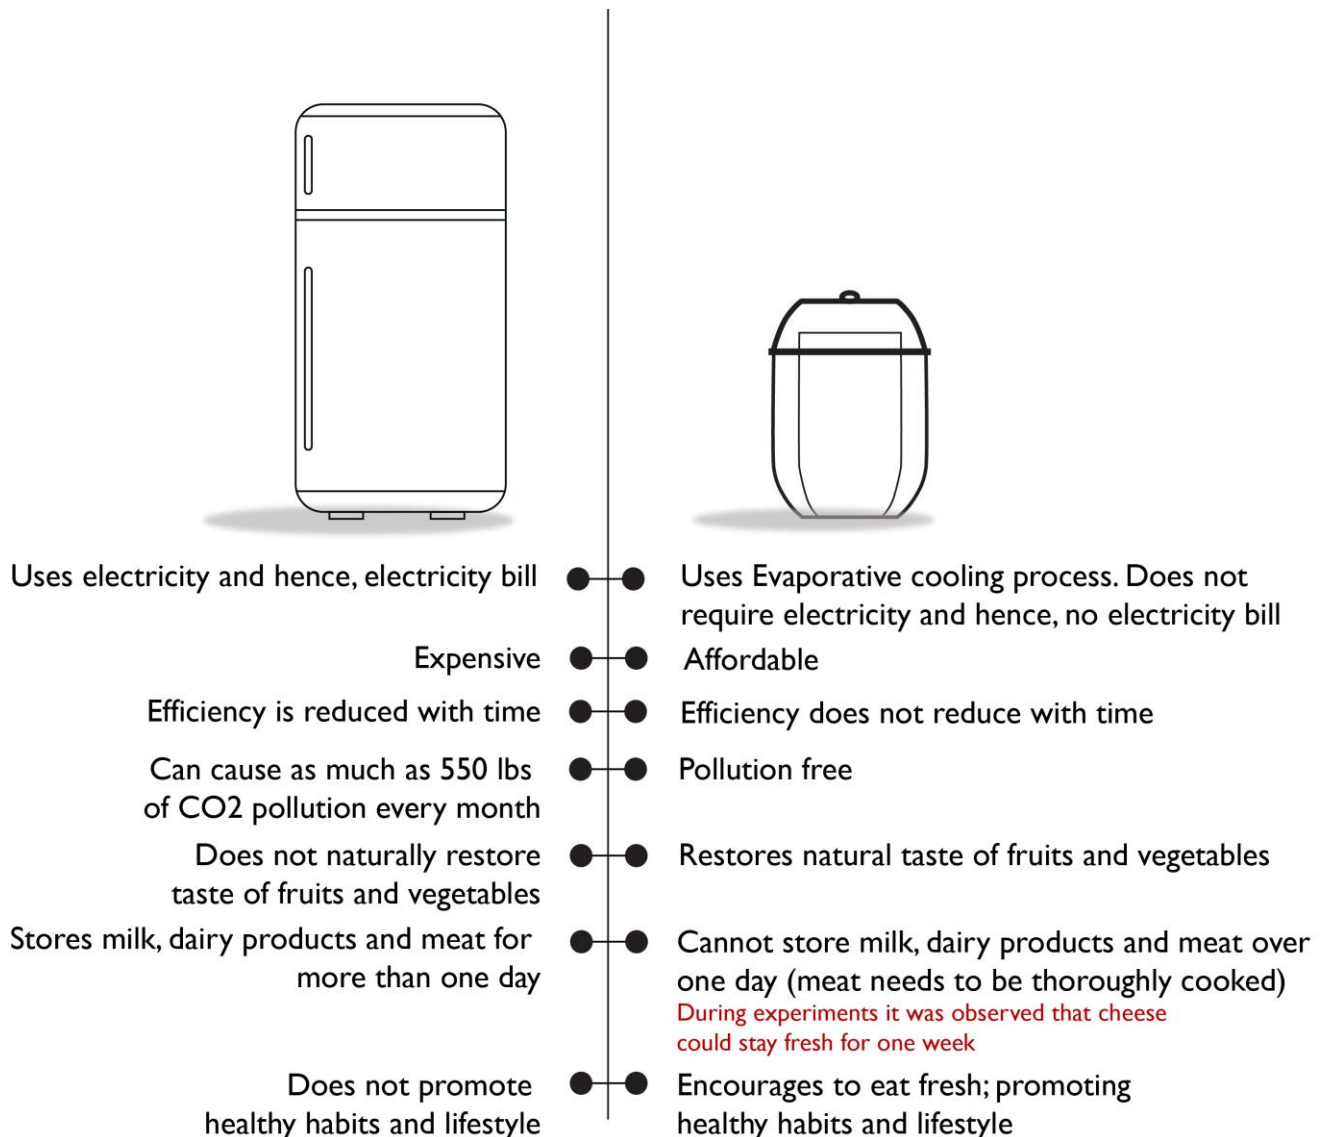 Uses electricity and hence, electricity bill
Uses Evaporative cooling process. Does not
require electricity and hence, no electricity bill
Expensive
Affordable
Efficiency is reduced with time
Efficiency does not reduce with time
Can cause as much as 550 lbs
of CO2 pollution every month
Pollution free
Does not naturally restore
taste of fruits and vegetables
Restores natural taste of fruits and vegetables
Stores milk, dairy products and meat for
more than one day
Cannot store milk, dairy products and meat over
one day (meat needs to be thoroughly cooked)
During experiments it was observed that cheese
could stay fresh for one week
Does not promote
healthy habits and lifestyle
Encourages to eat fresh; promoting
healthy habits and lifestyle